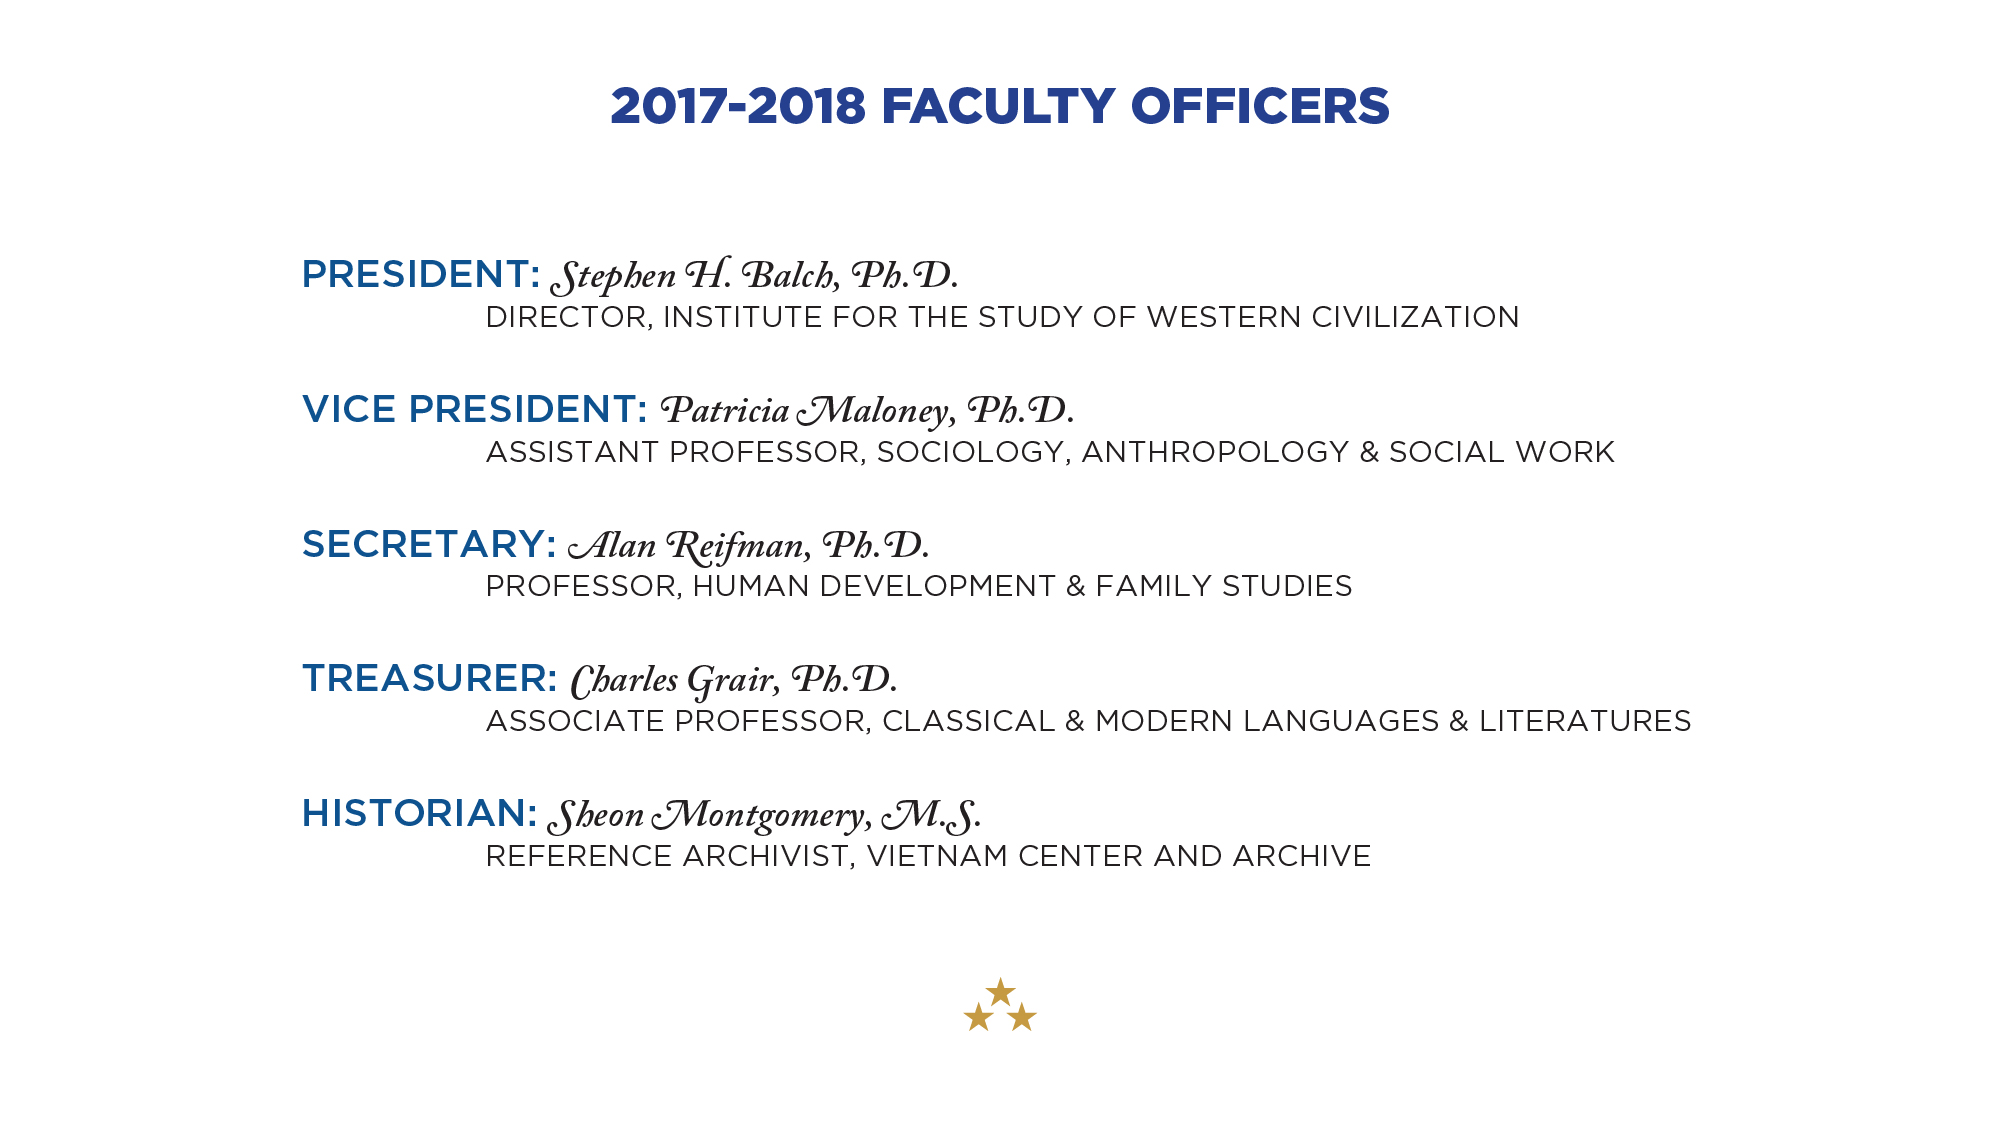 2017-2018 FACULTY OFFICERS
PRESIDENT: Stephen H. Balch, Ph.D.
DIRECTOR, INSTITUTE FOR THE STUDY OF WESTERN CIVILIZATION
VICE PRESIDENT: Patricia Maloney, Ph.D.
ASSISTANT PROFESSOR, SOCIOLOGY, ANTHROPOLOGY & SOCIAL WORK
SECRETARY: Alan Reifman, Ph.D.
PROFESSOR, HUMAN DEVELOPMENT & FAMILY STUDIES
TREASURER: Charles Grair, Ph.D.
ASSOCIATE PROFESSOR, CLASSICAL & MODERN LANGUAGES & LITERATURES
HISTORIAN: Sheon Montgomery, M.S.
REFERENCE ARCHIVIST, VIETNAM CENTER AND ARCHIVE